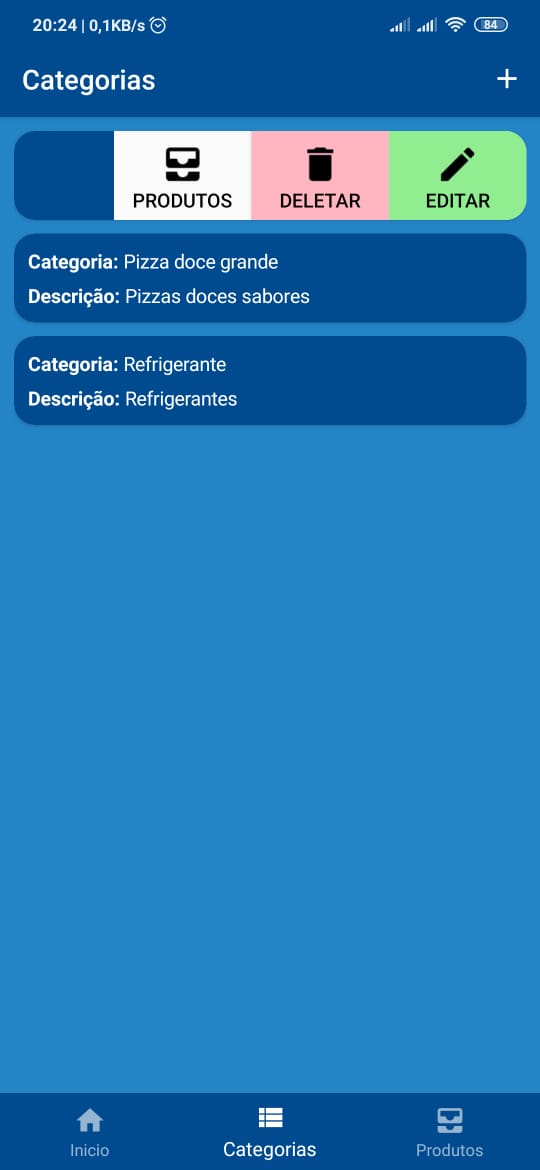 20:24 | 0,1KB/s
84
Categorias
PRODUTOS DELETAR EDITAR
Categoria: Pizza doce grande
Descrição: Pizzas doces sabores
Categoria: Refrigerante
Descrição: Refrigerantes
Inicio Categorias Produtos